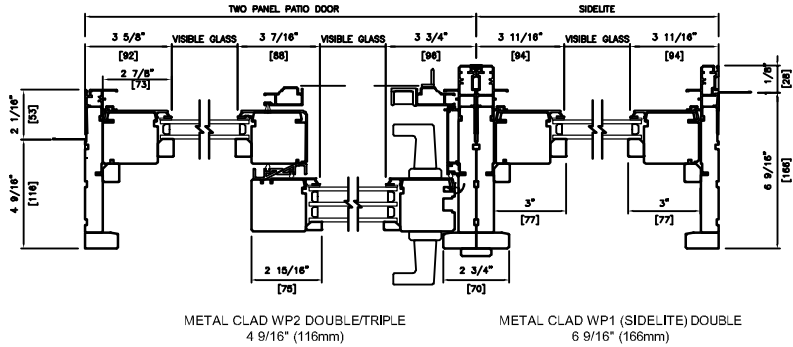 TWO PANEL PATIO DOOR
SIDELITE
3 5/8" VISIBLE GLASS 3 7/16" VISIBLE GLASS 3 3/4" 3 11/16" VISIBLE GLASS 3 11/16"
[92] [88] [96] [94] [94]
2 7/8"
[73]
1/8"
[28]
2 1/16"
[53]
4 9/16"
[116]
6 9/16"
[166]
3"
[77]
3"
[77]
2 15/16"
[75]
2 3/4"
[70]
METAL CLAD WP2 DOUBLE/TRIPLE
4 9/16" (116mm)
METAL CLAD WP1 (SIDELITE) DOUBLE
6 9/16" (166mm)